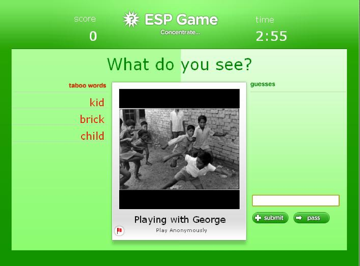 score
ESP Game
time
0
Concentrate...
2:55
What do you see?
taboo words
guesses
kid
brick
child
Playing with George
Play Anonymously
submit
pass